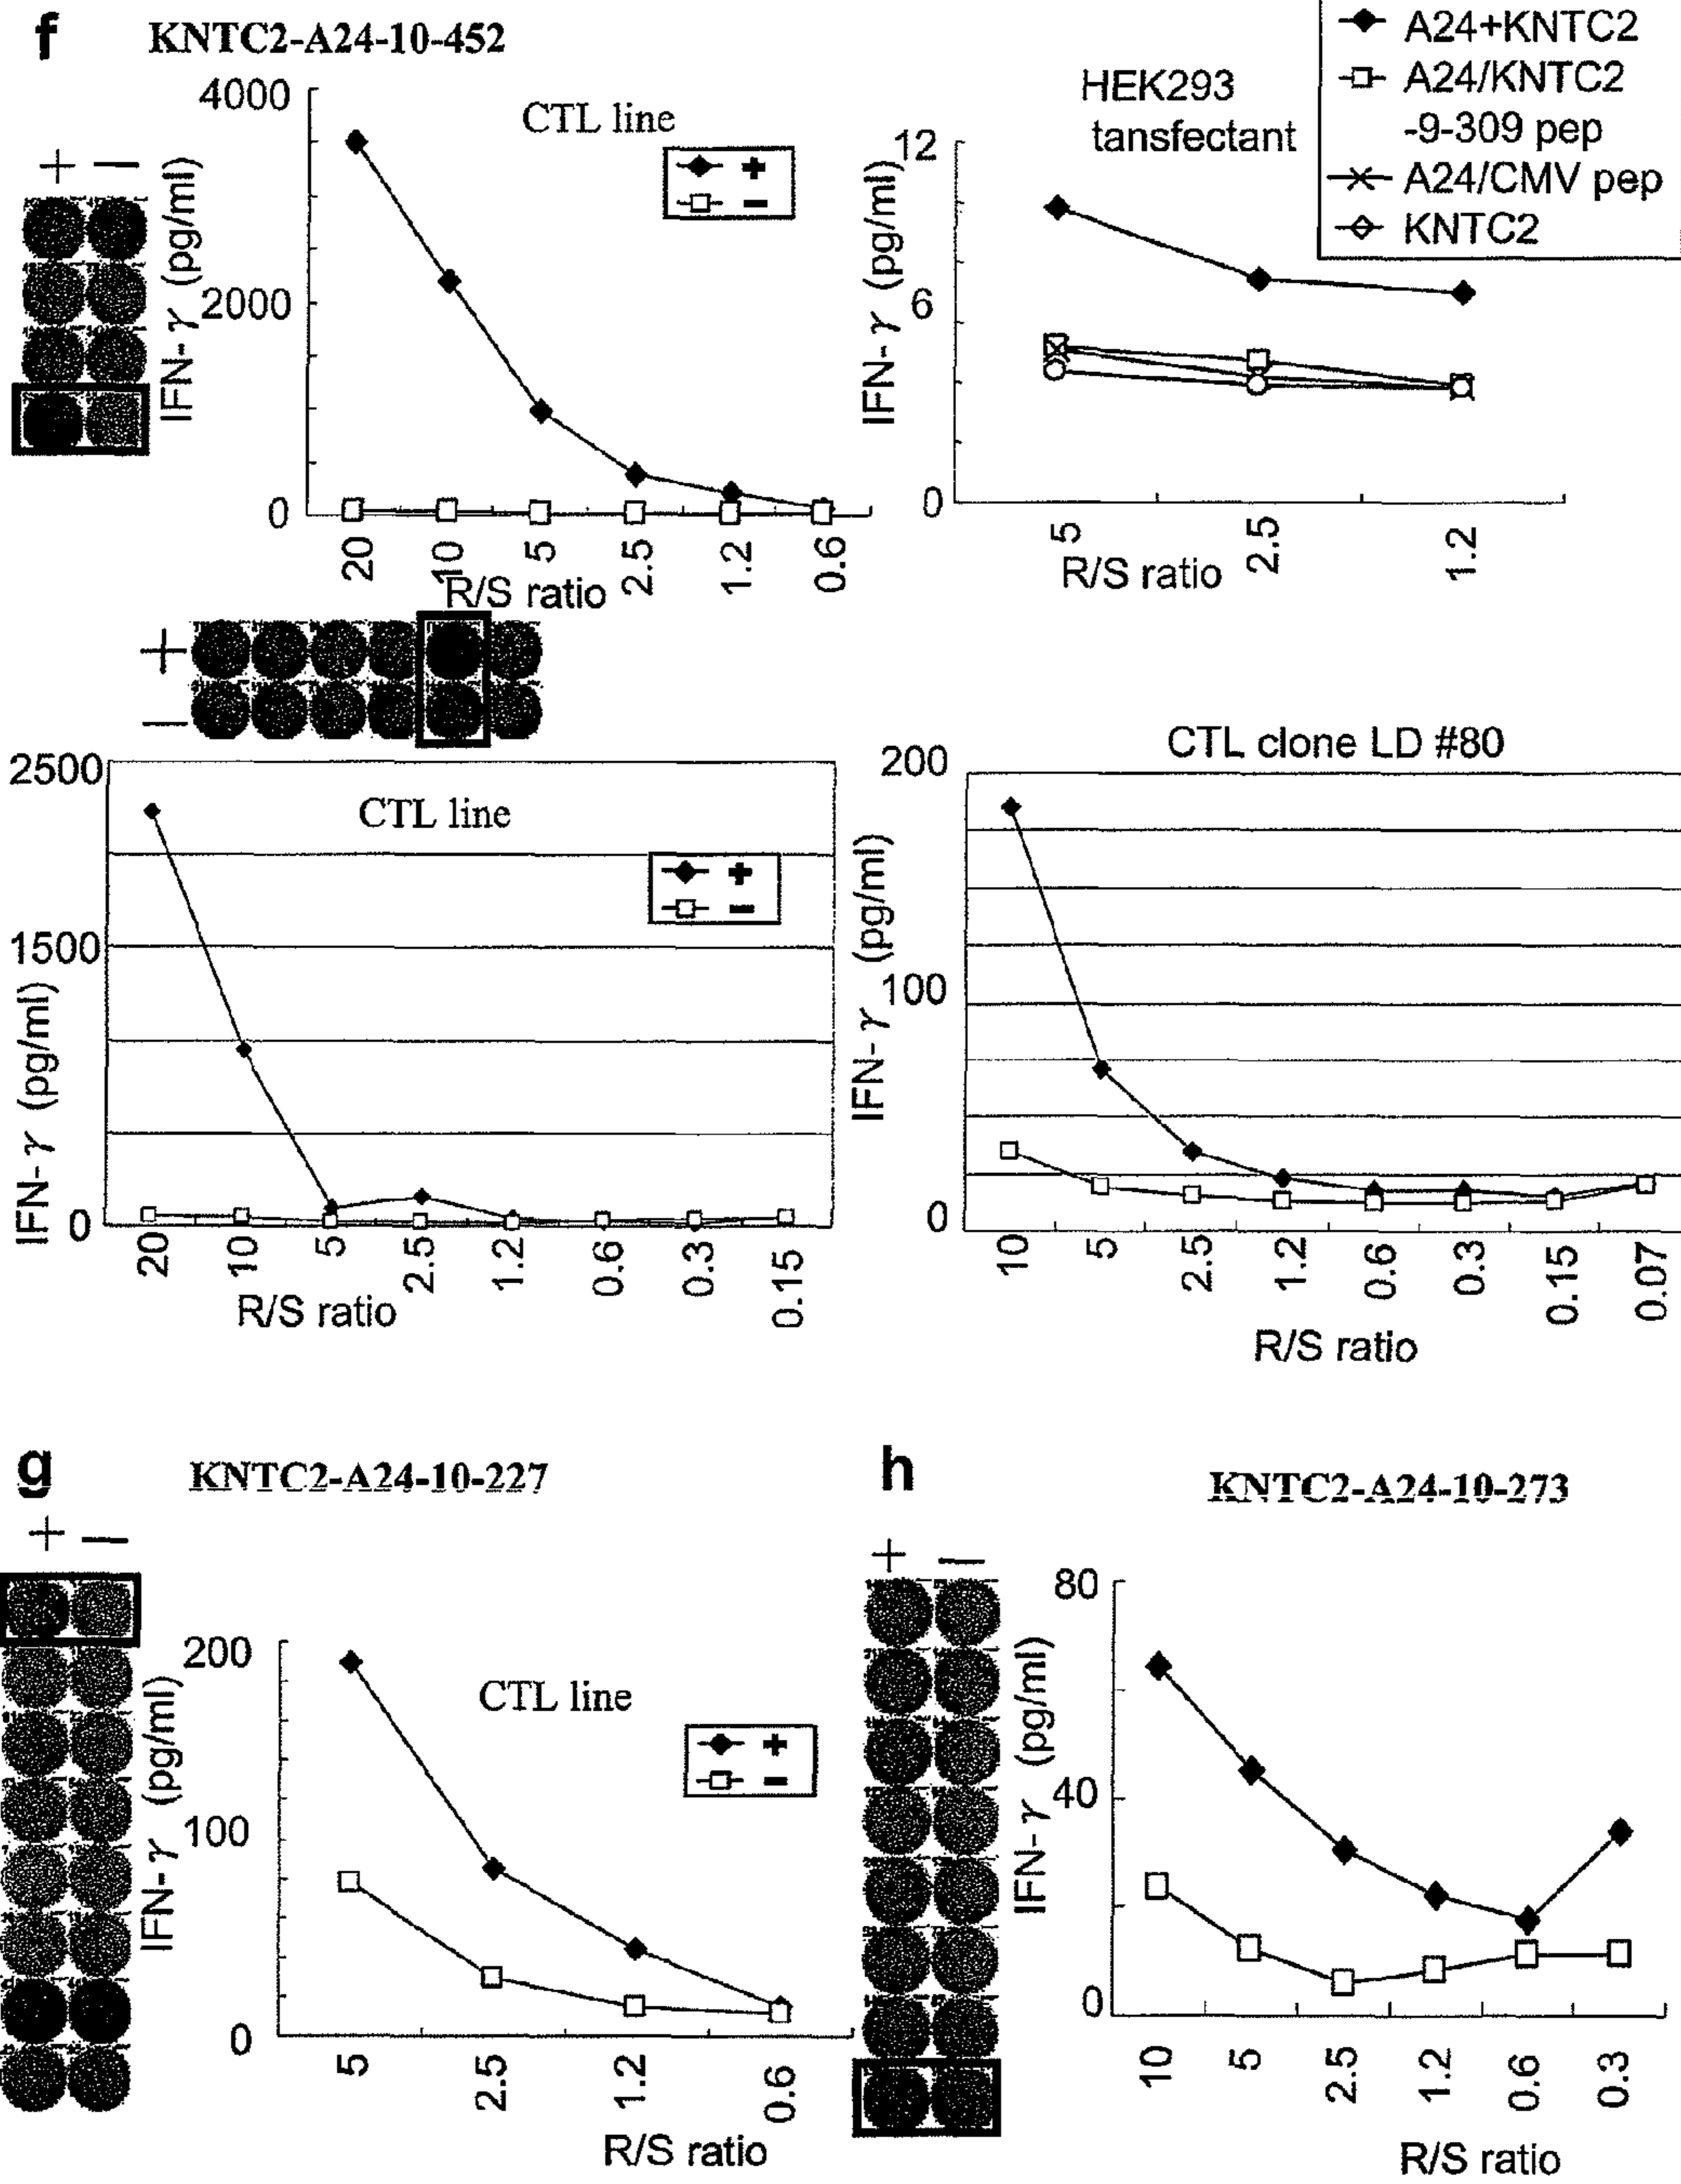 f KNTC2-A24-10-452
+ −
IFN-γ (pg/ml)
4000
2000
0
CTL line
+
−
20 10 5 2.5 1.2 0.6
R/S ratio
HEK293
tansfectant
A24+KNTC2
A24/KNTC2
-9-309 pep
A24/CMV pep
KNTC2
IFN-γ (pg/ml)
12
6
0
5 2.5 1.2
R/S ratio
+
−
IFN-γ (pg/ml)
2500
1500
0
CTL line
+
−
20 10 5 2.5 1.2 0.6 0.3 0.15
R/S ratio
CTL clone LD #80
IFN-γ (pg/ml)
200
100
0
10 5 2.5 1.2 0.6 0.3 0.15 0.07
R/S ratio
g KNTC2-A24-10-227
+ −
IFN-γ (pg/ml)
200
100
0
CTL line
+
−
5 2.5 1.2 0.6
R/S ratio
h KNTC2-A24-10-273
+ −
IFN-γ (pg/ml)
80
40
0
10 5 2.5 1.2 0.6 0.3
R/S ratio